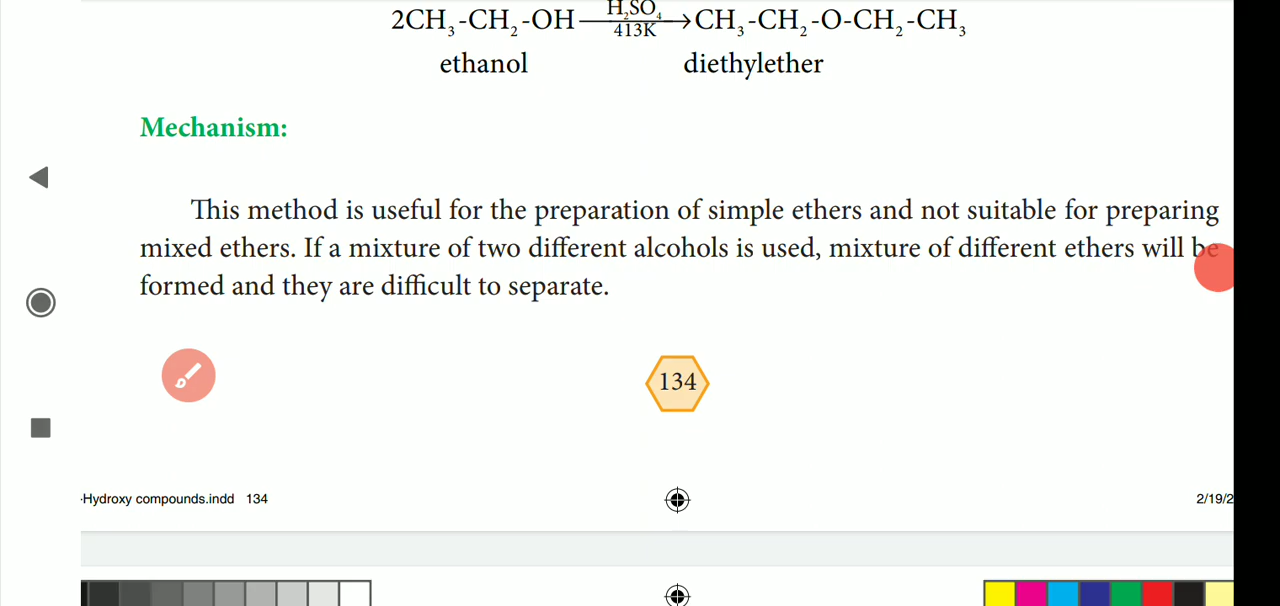 2CH₃-CH₂-OH —H₂SO₄/413K→ CH₃-CH₂-O-CH₂-CH₃
ethanol diethylether
Mechanism:
This method is useful for the preparation of simple ethers and not suitable for preparing
mixed ethers. If a mixture of two different alcohols is used, mixture of different ethers will be
formed and they are difficult to separate.
134
-Hydroxy compounds.indd 134
2/19/2